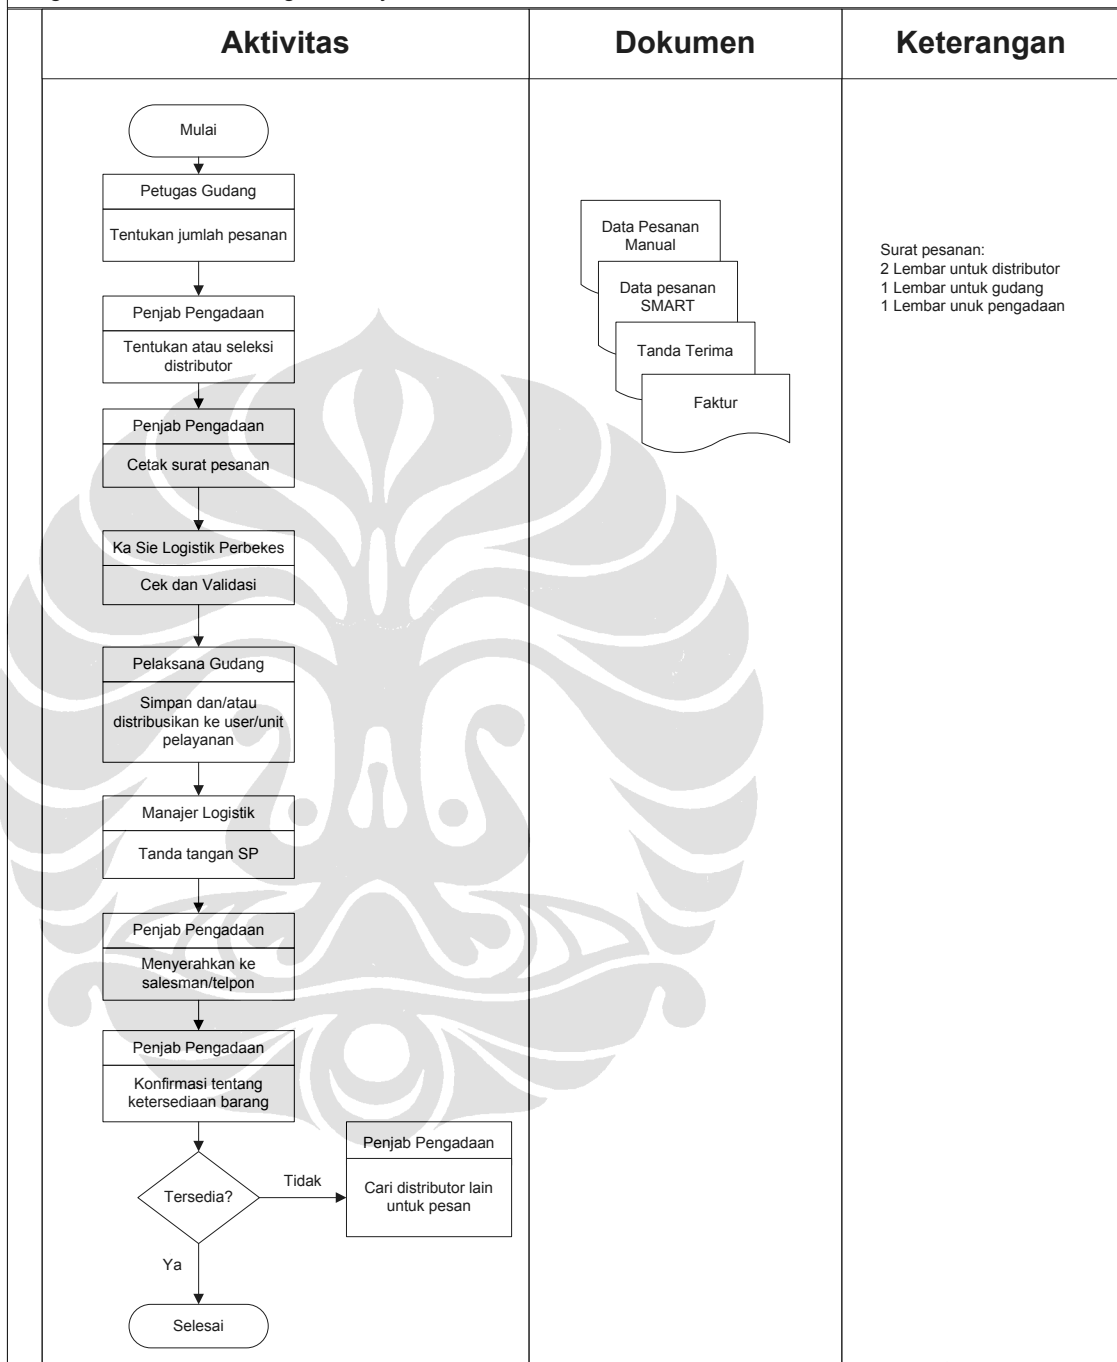 Aktivitas
Dokumen
Keterangan
Mulai
Petugas Gudang
Tentukan jumlah pesanan
Penjab Pengadaan
Tentukan atau seleksi
distributor
Penjab Pengadaan
Cetak surat pesanan
Ka Sie Logistik Perbekes
Cek dan Validasi
Pelaksana Gudang
Simpan dan/atau
distribusikan ke user/unit
pelayanan
Manajer Logistik
Tanda tangan SP
Penjab Pengadaan
Menyerahkan ke
salesman/telpon
Penjab Pengadaan
Konfirmasi tentang
ketersediaan barang
Tersedia?
Tidak
Penjab Pengadaan
Cari distributor lain
untuk pesan
Ya
Selesai
Data Pesanan
Manual
Data pesanan
SMART
Tanda Terima
Faktur
Surat pesanan:
2 Lembar untuk distributor
1 Lembar untuk gudang
1 Lembar unuk pengadaan